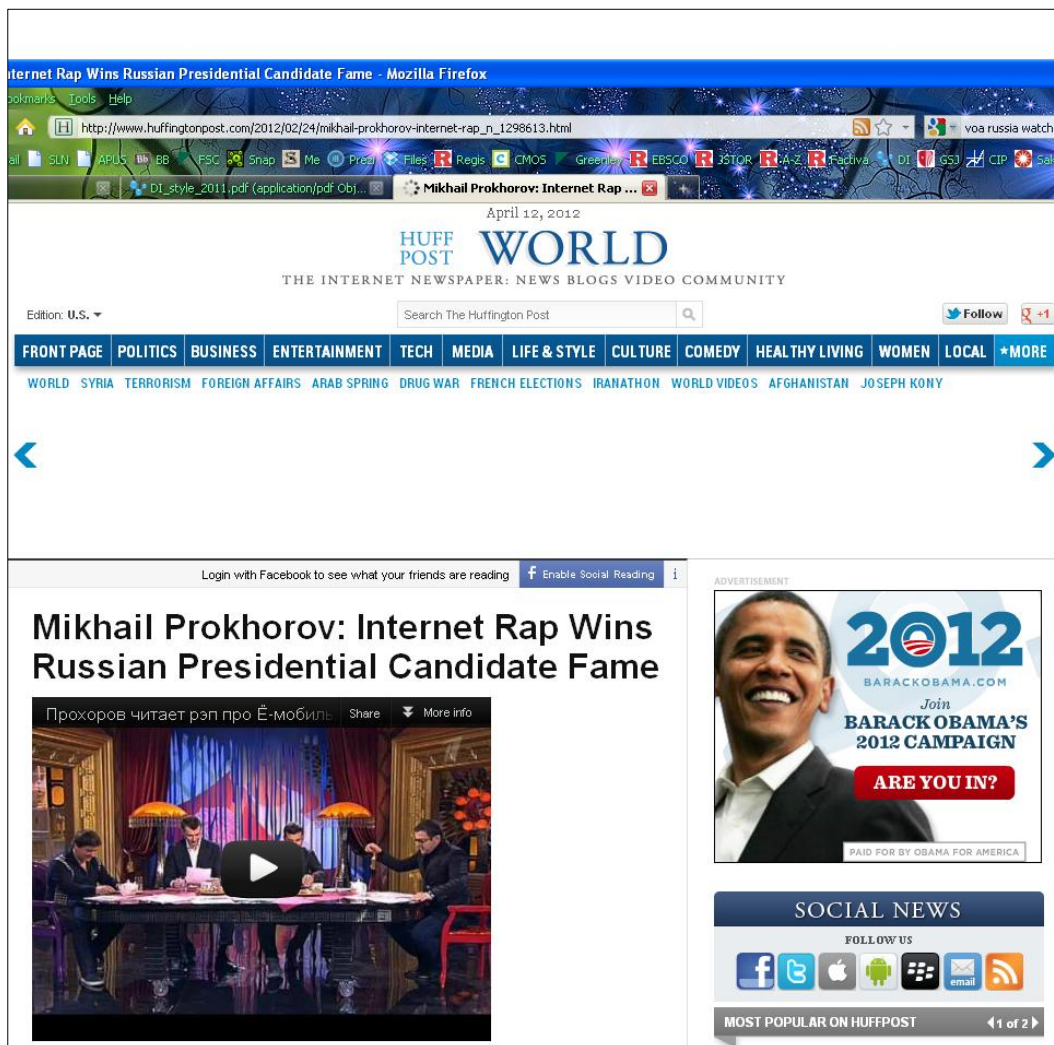 nternet Rap Wins Russian Presidential Candidate Fame - Mozilla Firefox
ookmarks Tools Help
http://www.huffingtonpost.com/2012/02/24/mikhail-prokhorov-internet-rap_n_1298613.html voa russia watch
ail SLN APUS BB FSC Snap Me Prezi Files Regis CMOS Greenley EBSCO JSTOR A-Z Factiva DI GSJ CIP Sal
DI_style_2011.pdf (application/pdf Obj... Mikhail Prokhorov: Internet Rap ...
April 12, 2012
HUFF
POST WORLD
THE INTERNET NEWSPAPER: NEWS BLOGS VIDEO COMMUNITY
Edition: U.S. Search The Huffington Post Follow +1
FRONT PAGE POLITICS BUSINESS ENTERTAINMENT TECH MEDIA LIFE & STYLE CULTURE COMEDY HEALTHY LIVING WOMEN LOCAL ★MORE
WORLD SYRIA TERRORISM FOREIGN AFFAIRS ARAB SPRING DRUG WAR FRENCH ELECTIONS IRANATHON WORLD VIDEOS AFGHANISTAN JOSEPH KONY
Login with Facebook to see what your friends are reading f Enable Social Reading i
Mikhail Prokhorov: Internet Rap Wins
Russian Presidential Candidate Fame
Прохоров читает рэп про Ё-мобиль Share More info
ADVERTISEMENT
2012
BARACKOBAMA.COM
Join
BARACK OBAMA'S
2012 CAMPAIGN
ARE YOU IN?
PAID FOR BY OBAMA FOR AMERICA
SOCIAL NEWS
FOLLOW US
email
MOST POPULAR ON HUFFPOST 1 of 2